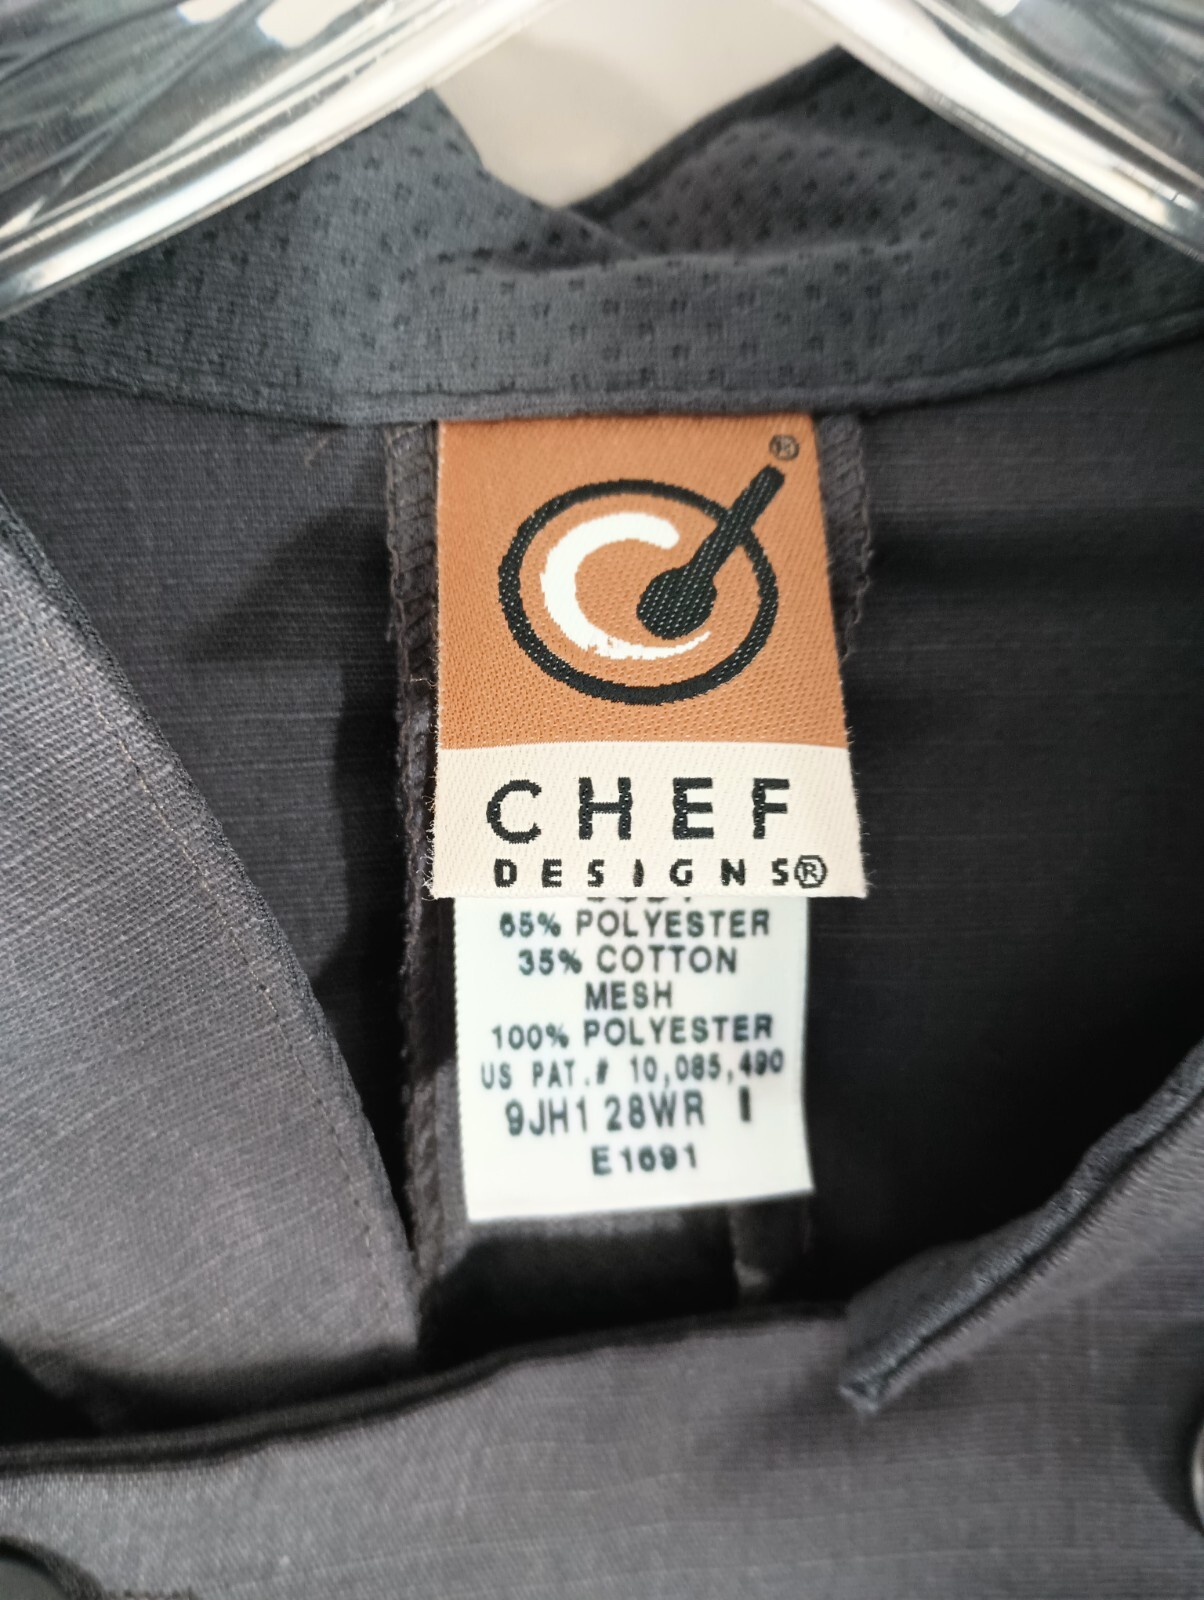 ®
CHEF
DESIGNS®
65% POLYESTER
35% COTTON
MESH
100% POLYESTER
US PAT.# 10,085,490
9JH1 28WR I
E1691